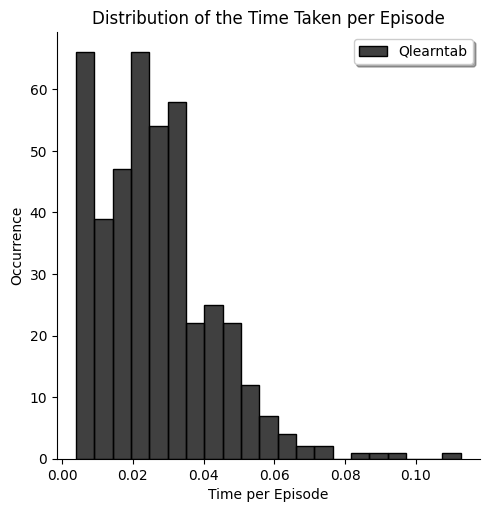 Distribution of the Time Taken per Episode
Qlearntab
Occurrence
60
50
40
30
20
10
0
0.00 0.02 0.04 0.06 0.08 0.10
Time per Episode